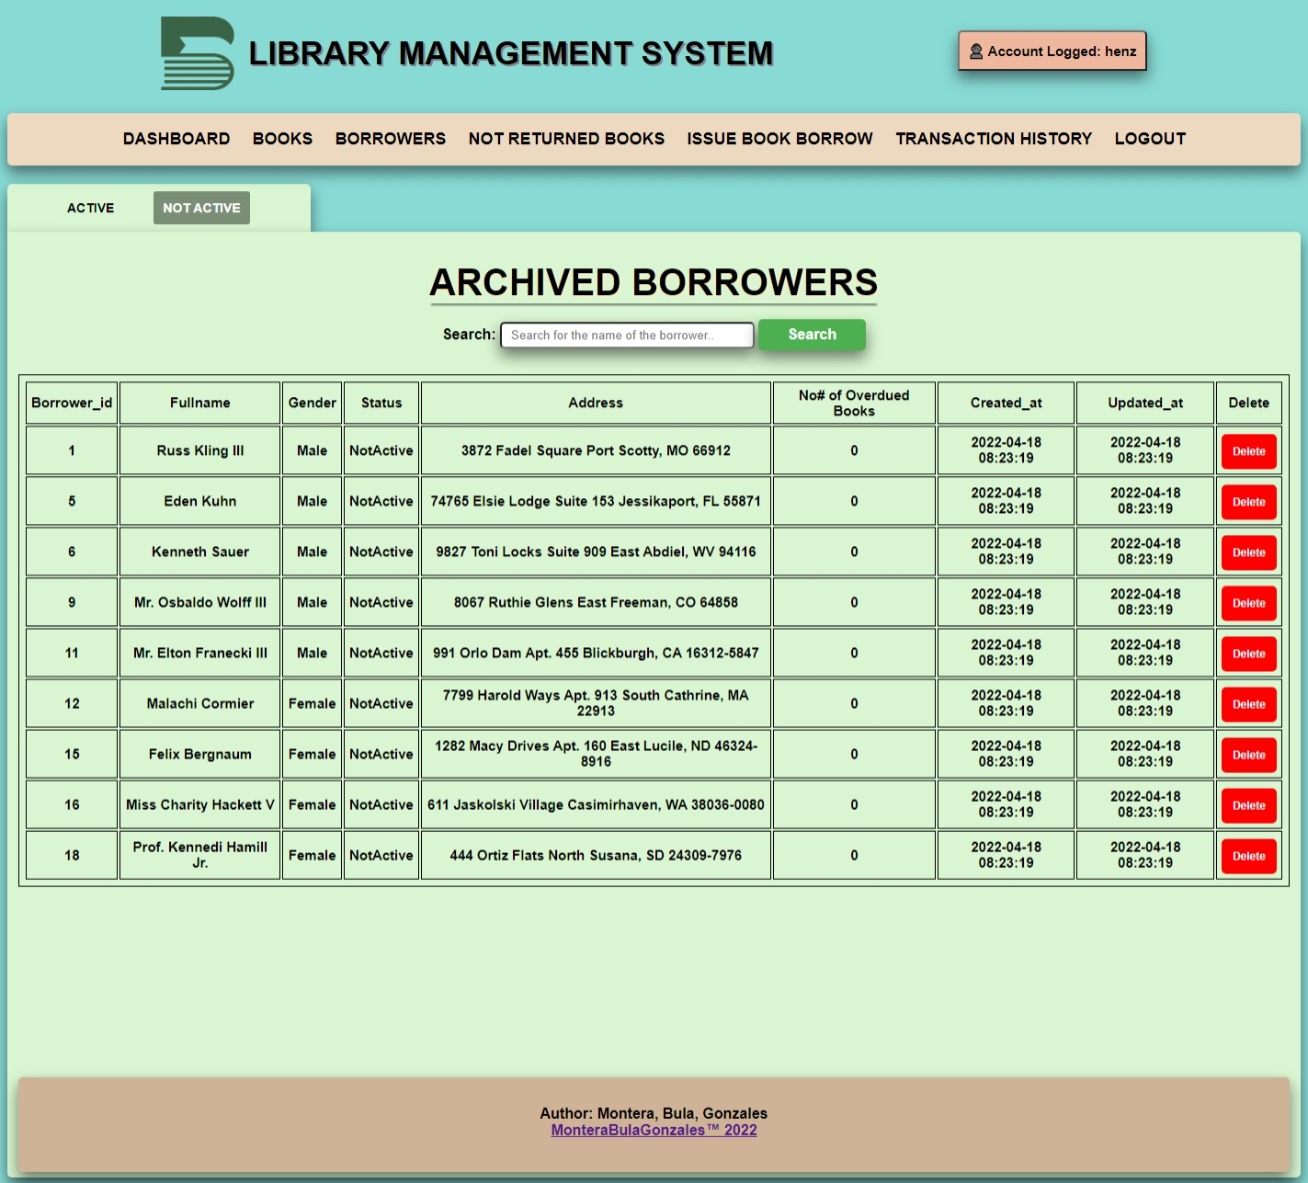 LIBRARY MANAGEMENT SYSTEM
Account Logged: henz
DASHBOARD BOOKS BORROWERS NOT RETURNED BOOKS ISSUE BOOK BORROW TRANSACTION HISTORY LOGOUT
ACTIVE NOT ACTIVE
ARCHIVED BORROWERS
Search: Search for the name of the borrower.. Search
Borrower_id Fullname Gender Status Address No# of Overdued Books Created_at Updated_at Delete
1 Russ Kling III Male NotActive 3872 Fadel Square Port Scotty, MO 66912 0 2022-04-18 08:23:19 2022-04-18 08:23:19 Delete
5 Eden Kuhn Male NotActive 74765 Elsie Lodge Suite 153 Jessikaport, FL 55871 0 2022-04-18 08:23:19 2022-04-18 08:23:19 Delete
6 Kenneth Sauer Male NotActive 9827 Toni Locks Suite 909 East Abdiel, WV 94116 0 2022-04-18 08:23:19 2022-04-18 08:23:19 Delete
9 Mr. Osbaldo Wolff III Male NotActive 8067 Ruthie Glens East Freeman, CO 64858 0 2022-04-18 08:23:19 2022-04-18 08:23:19 Delete
11 Mr. Elton Franecki III Male NotActive 991 Orlo Dam Apt. 455 Blickburgh, CA 16312-5847 0 2022-04-18 08:23:19 2022-04-18 08:23:19 Delete
12 Malachi Cormier Female NotActive 7799 Harold Ways Apt. 913 South Cathrine, MA 22913 0 2022-04-18 08:23:19 2022-04-18 08:23:19 Delete
15 Felix Bergnaum Female NotActive 1282 Macy Drives Apt. 160 East Lucile, ND 46324-8916 0 2022-04-18 08:23:19 2022-04-18 08:23:19 Delete
16 Miss Charity Hackett V Female NotActive 611 Jaskolski Village Casimirhaven, WA 38036-0080 0 2022-04-18 08:23:19 2022-04-18 08:23:19 Delete
18 Prof. Kennedi Hamill Jr. Female NotActive 444 Ortiz Flats North Susana, SD 24309-7976 0 2022-04-18 08:23:19 2022-04-18 08:23:19 Delete
Author: Montera, Bula, Gonzales
MonteraBulaGonzales™ 2022